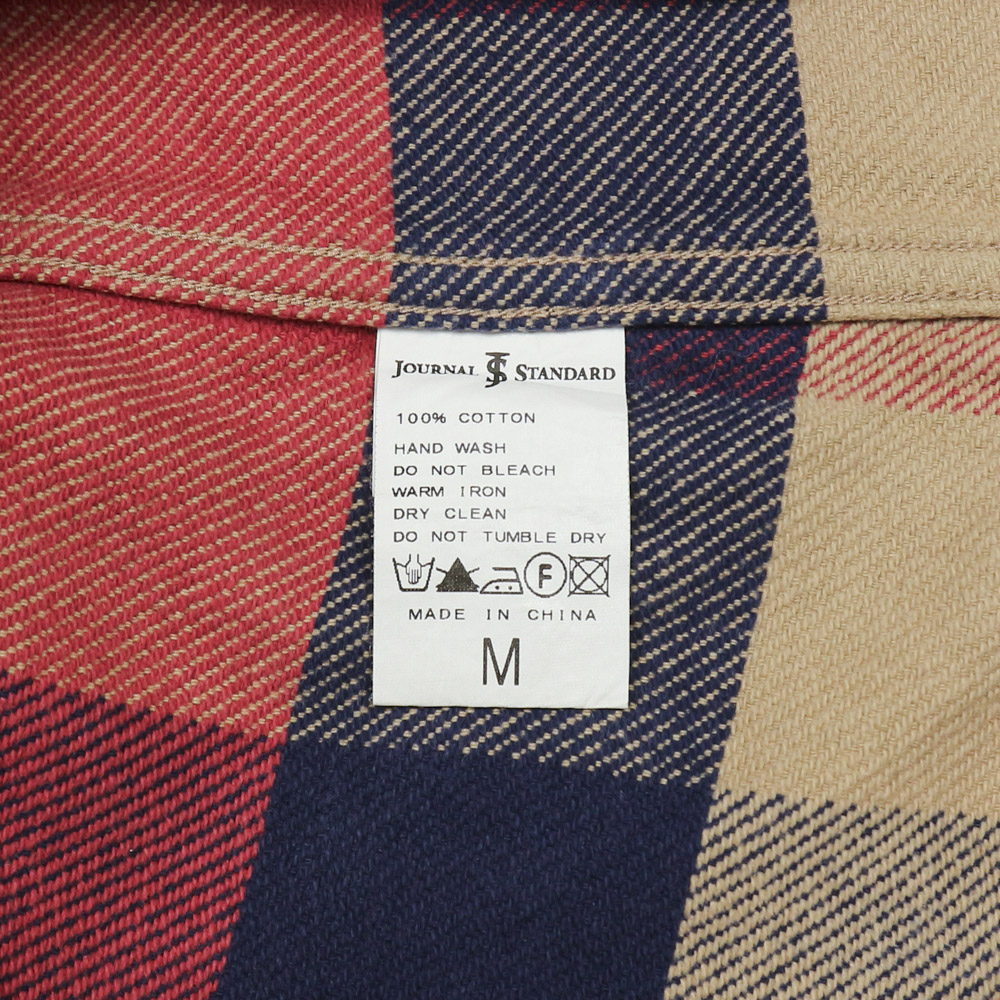 JOURNAL JS STANDARD
100% COTTON
HAND WASH
DO NOT BLEACH
WARM IRON
DRY CLEAN
DO NOT TUMBLE DRY
F
MADE IN CHINA
M